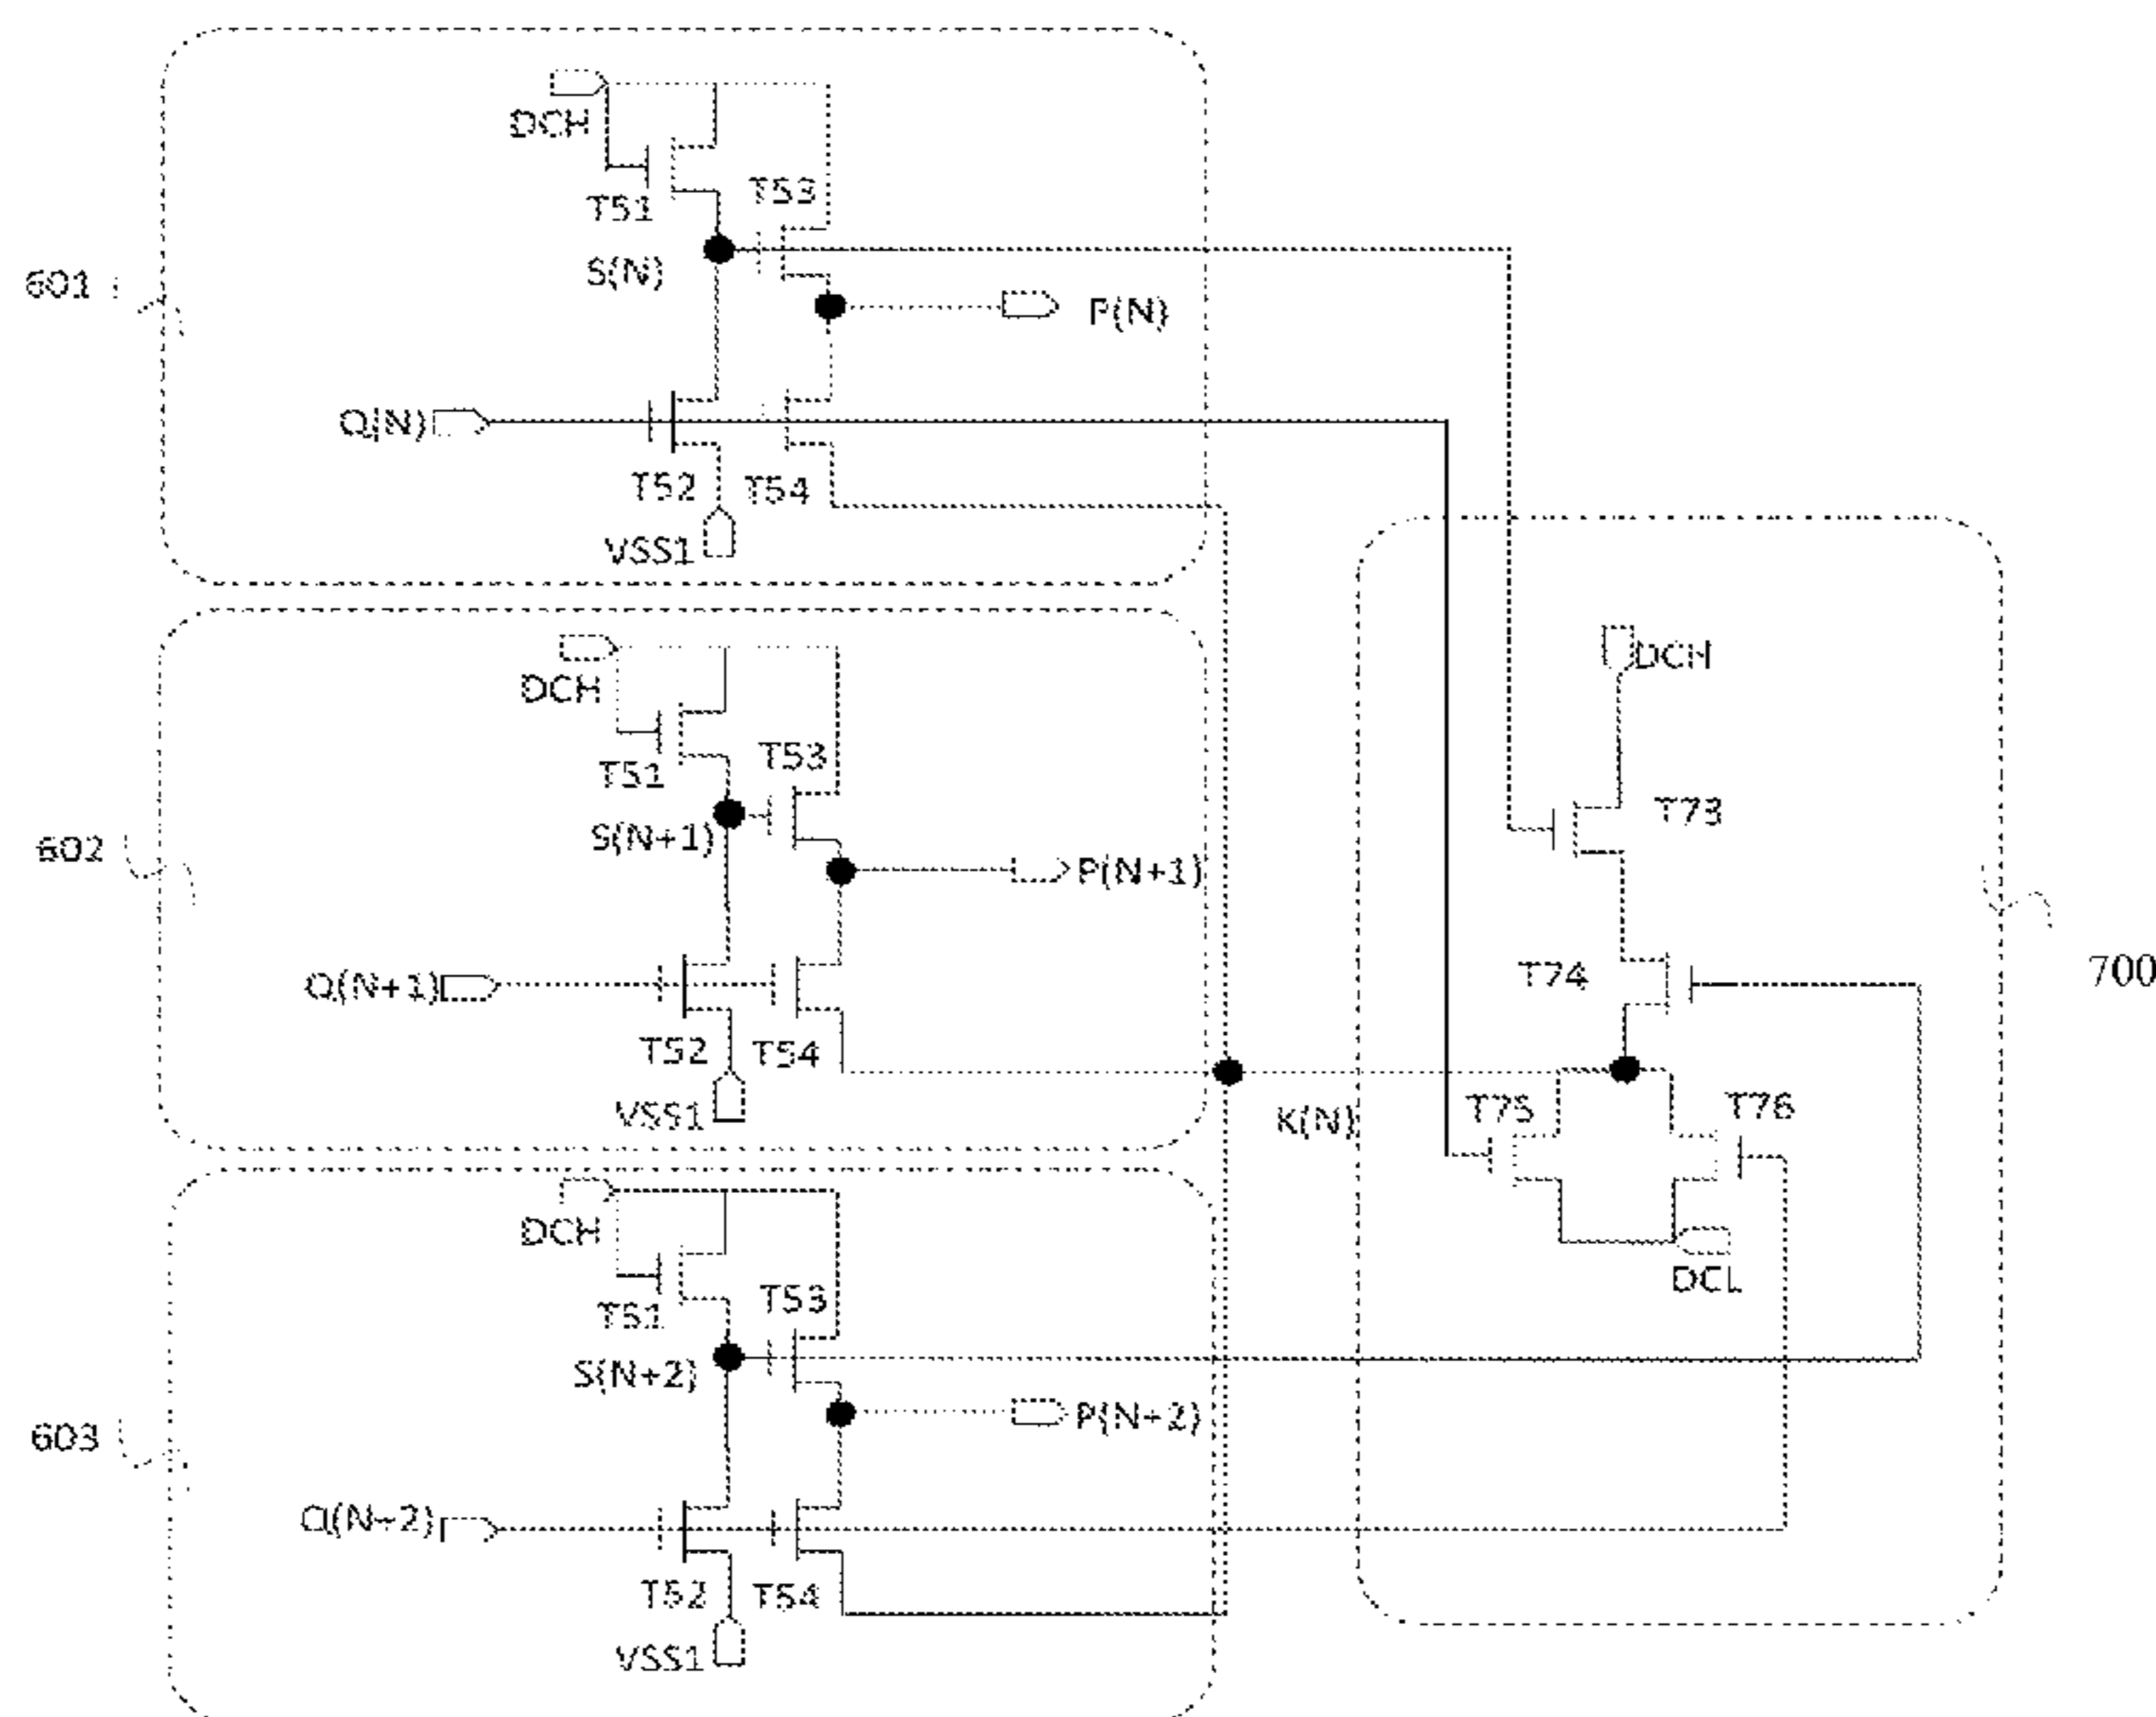 DCH
T51
T53
S(N)
601
P(N)
Q(N)
T52
T54
VSS1
DCH
T51
T53
S(N+1)
602
P(N+1)
Q(N+1)
T52
T54
VSS1
DCH
T73
T74
700
K(N)
T75
T76
DCL
DCH
T51
T53
S(N+2)
603
P(N+2)
Q(N+2)
T52
T54
VSS1